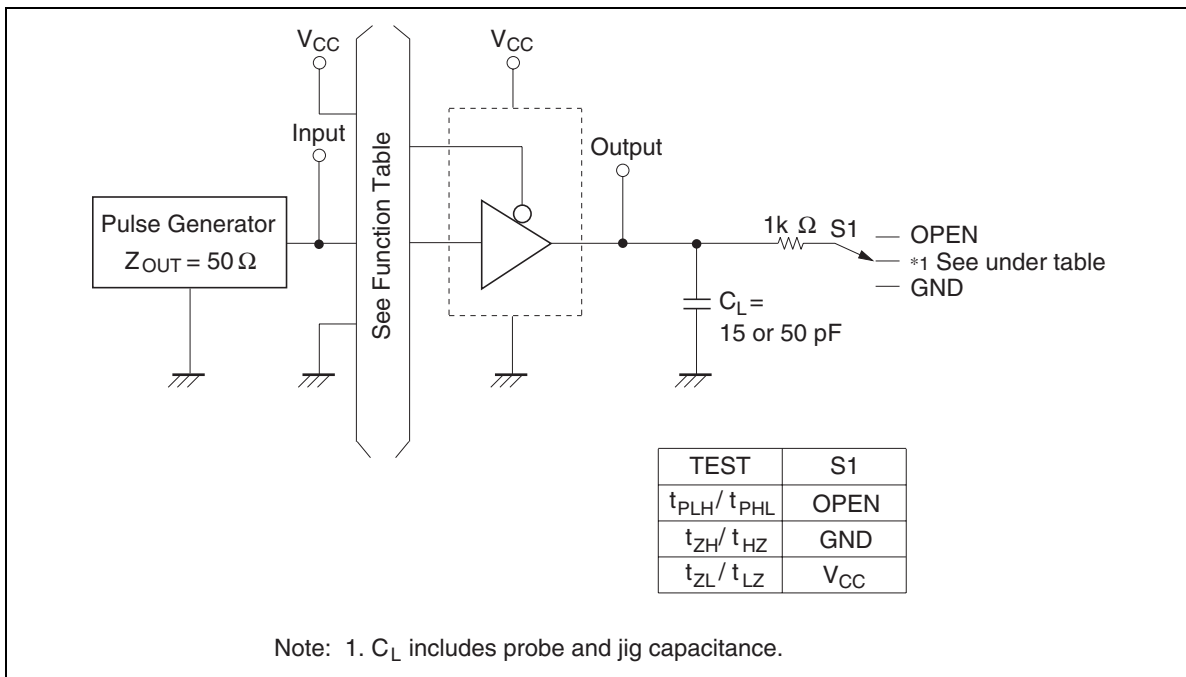 VCC
VCC
Input
See Function Table
Output
Pulse Generator
ZOUT = 50 Ω
1k Ω
S1
OPEN
*1 See under table
GND
CL =
15 or 50 pF
TEST S1
tPLH / tPHL OPEN
tZH / tHZ GND
tZL / tLZ VCC
Note: 1. CL includes probe and jig capacitance.